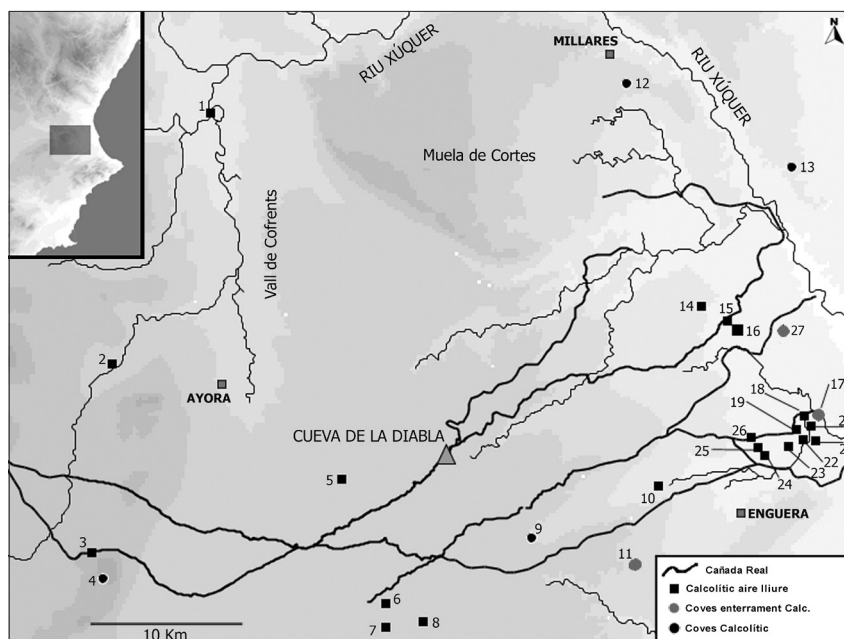 N
RIU XÚQUER
MILLARES
RIU XÚQUER
12
1
Muela de Cortes
13
Vall de Cofrents
14
15
16
27
2
AYORA
17
18
19
CUEVA DE LA DIABLA
26
25
22
23
24
5
10
ENGUERA
9
3
4
11
6
7
8
10 Km
Cañada Real
Calcolític aire lliure
Coves enterrament Calc.
Coves Calcolític